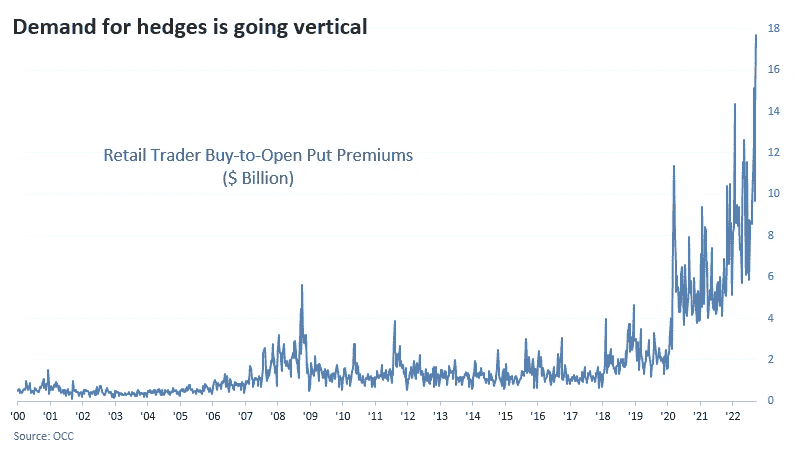 Demand for hedges is going vertical
Retail Trader Buy-to-Open Put Premiums
($ Billion)
18
16
14
12
10
8
6
4
2
0
'00 '01 '02 '03 '04 '05 '06 '07 '08 '09 '10 '11 '12 '13 '14 '15 '16 '17 '18 '19 '20 '21 '22
Source: OCC